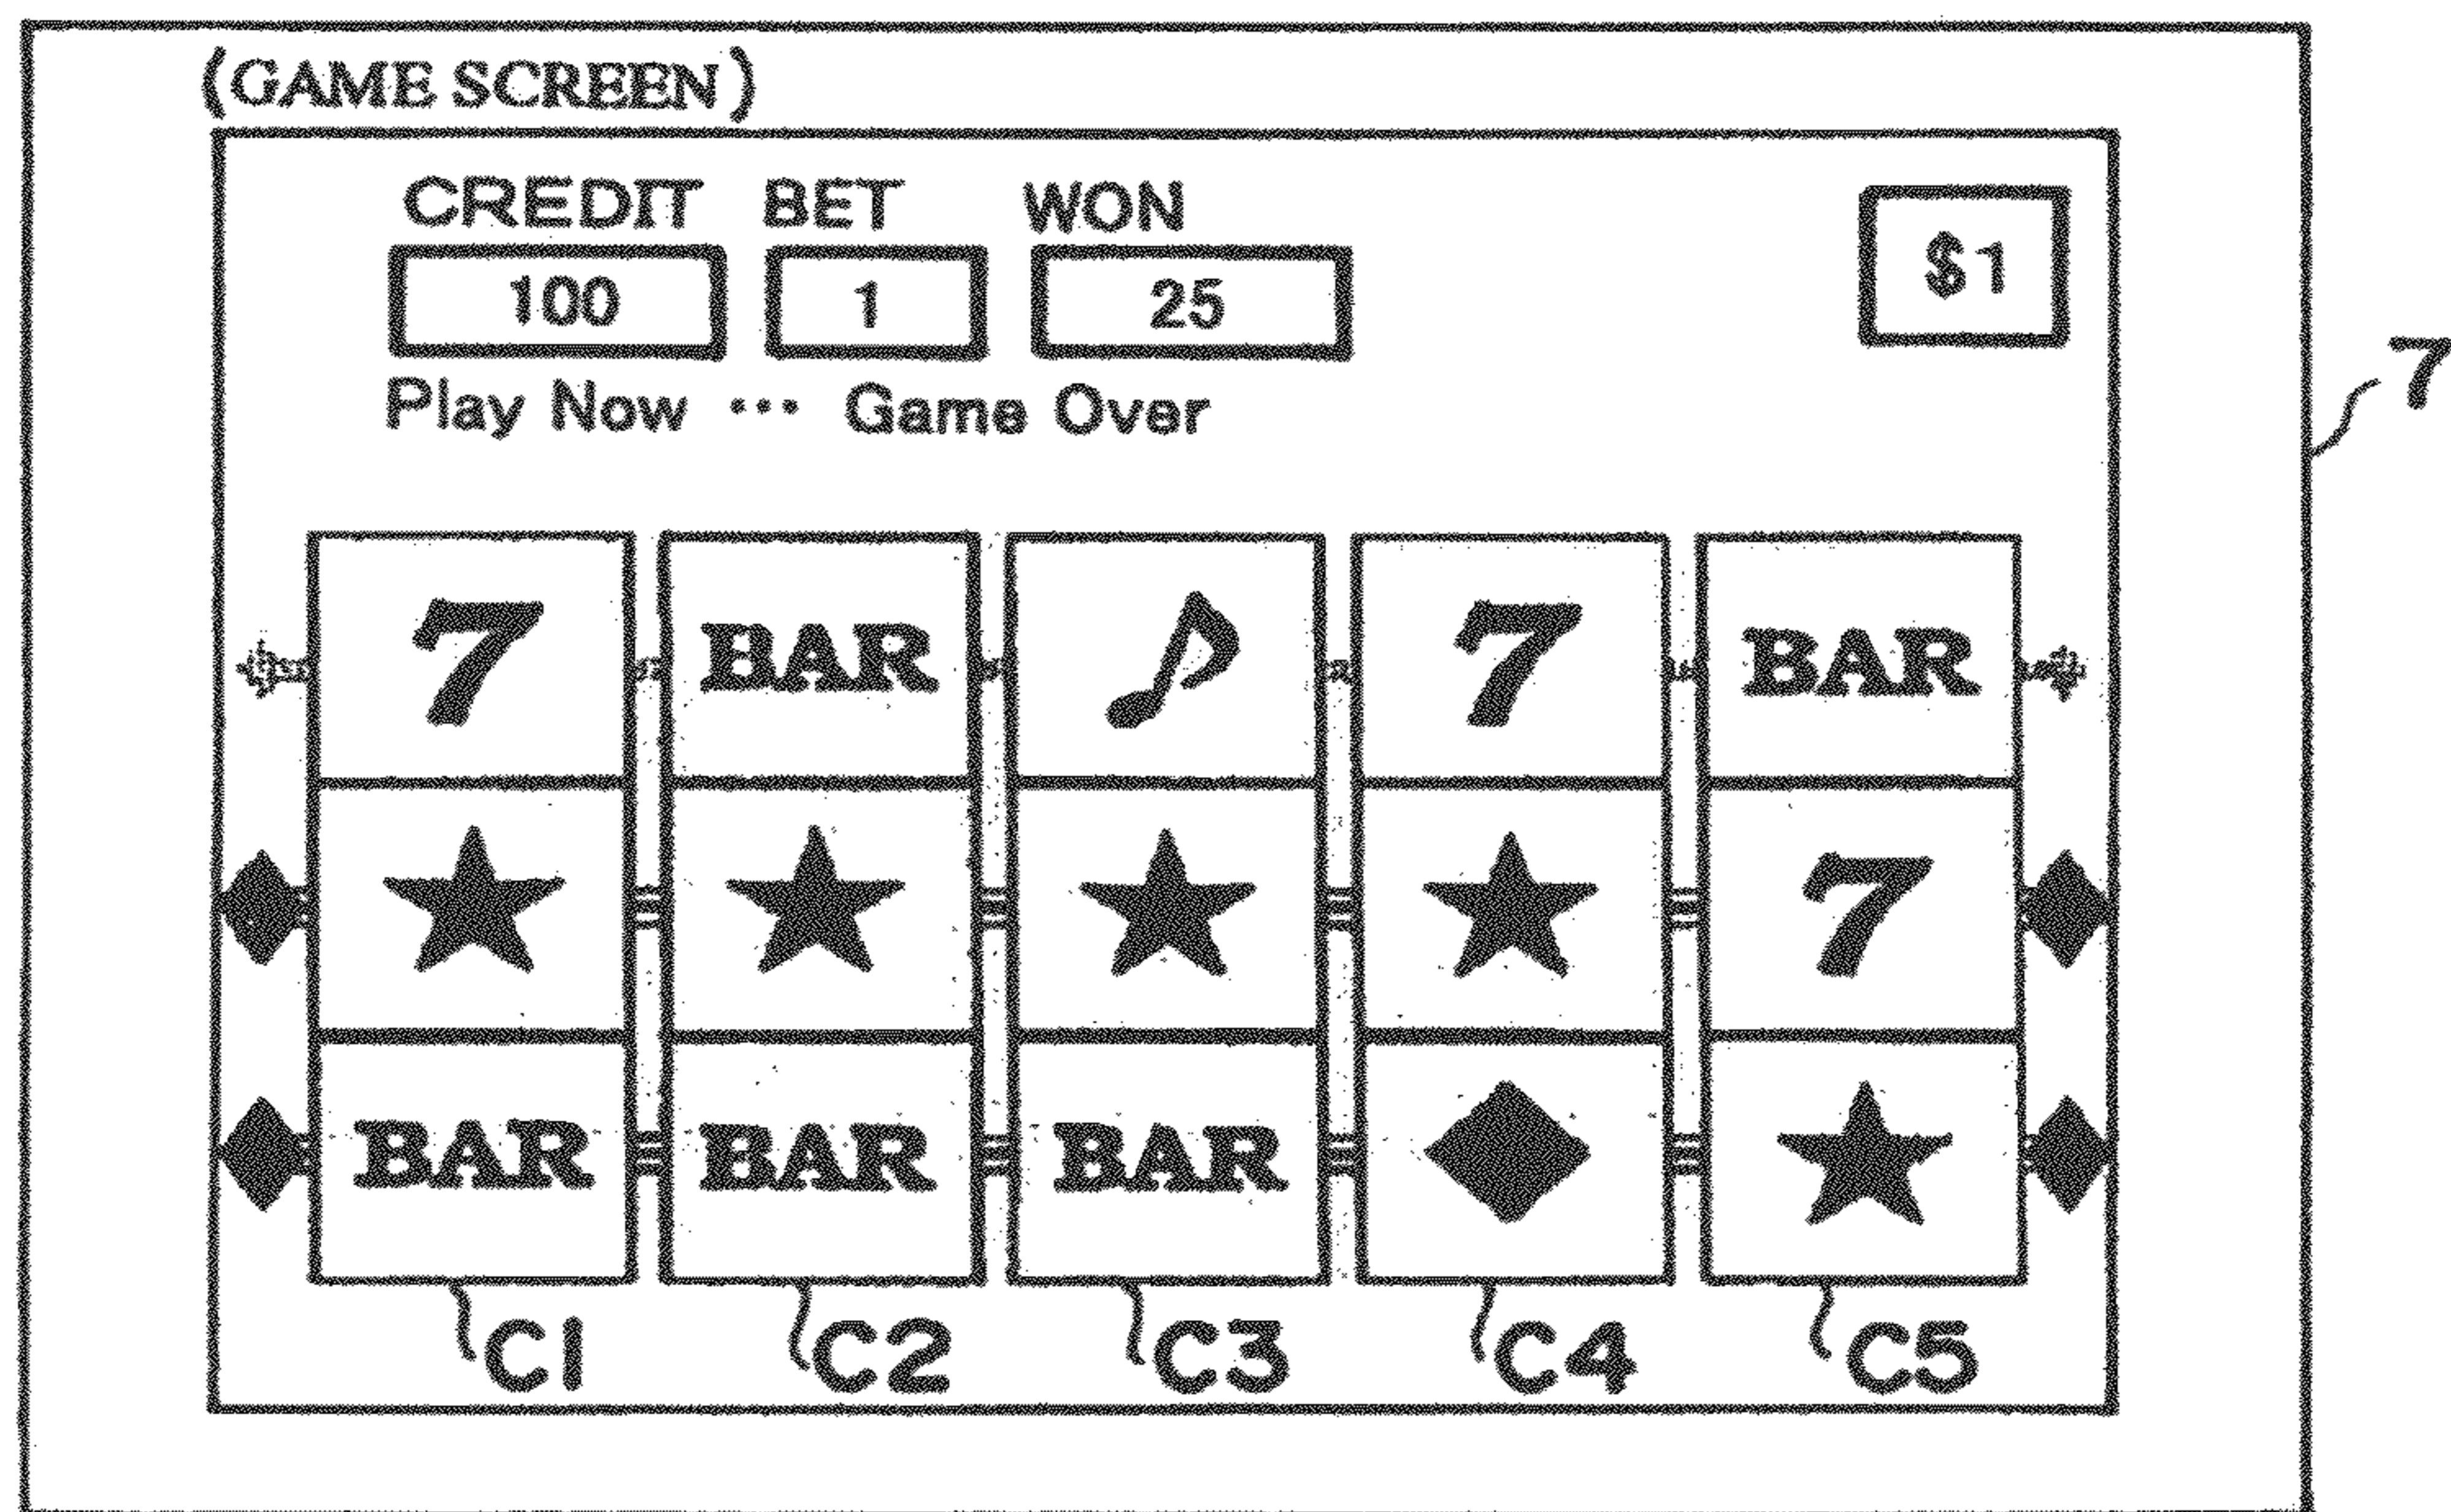 (GAME SCREEN)
CREDIT BET WON
100 1 25 $1
Play Now ... Game Over
7
7 BAR 7 BAR
7
BAR BAR BAR
C1 C2 C3 C4 C5